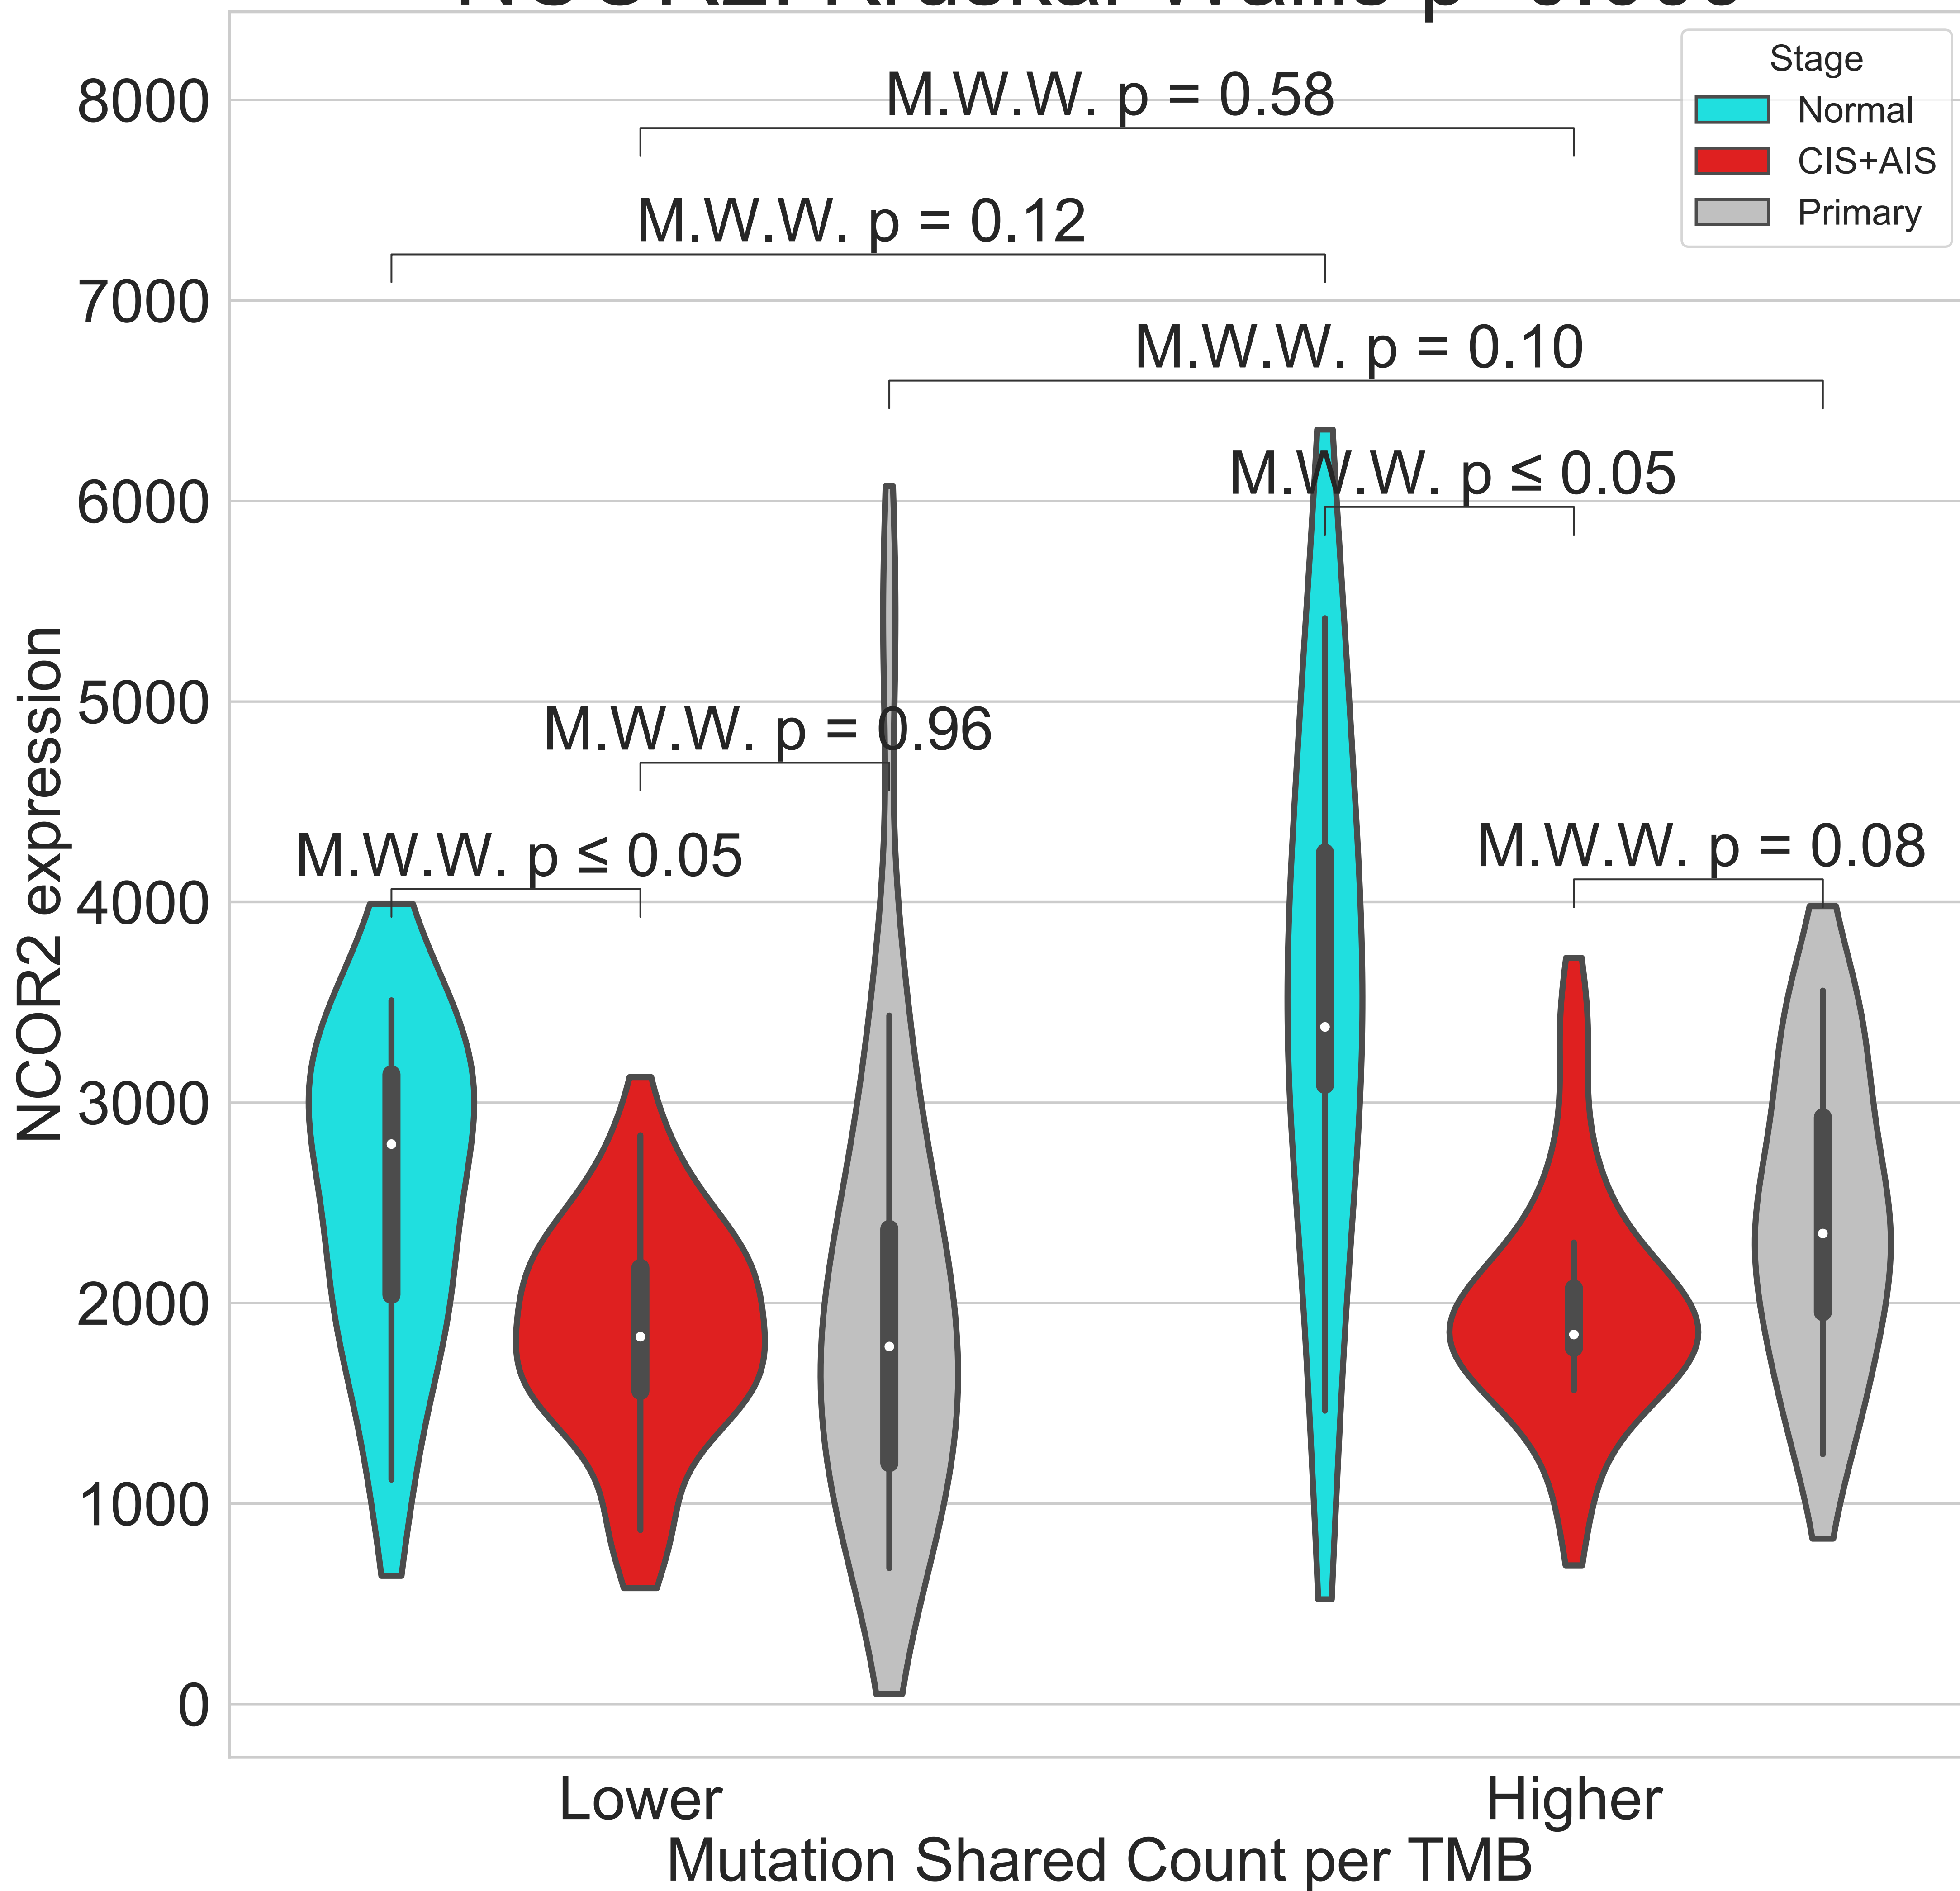 Stage
Normal
CIS+AIS
Primary
M.W.W. p = 0.58
M.W.W. p = 0.12
M.W.W. p = 0.10
M.W.W. p ≤ 0.05
M.W.W. p = 0.96
M.W.W. p = 0.08
M.W.W. p ≤ 0.05
8000
7000
6000
5000
4000
3000
2000
1000
0
NCOR2 expression
Lower
Higher
Mutation Shared Count per TMB